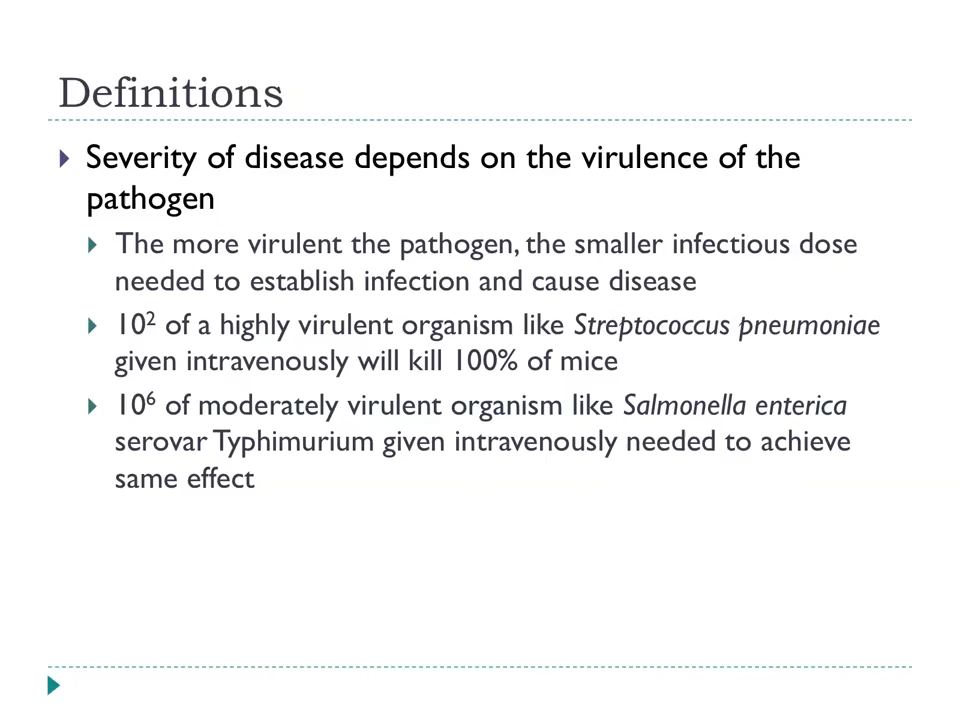 Definitions
Severity of disease depends on the virulence of the
pathogen
The more virulent the pathogen, the smaller infectious dose
needed to establish infection and cause disease
10² of a highly virulent organism like Streptococcus pneumoniae
given intravenously will kill 100% of mice
10⁶ of moderately virulent organism like Salmonella enterica
serovar Typhimurium given intravenously needed to achieve
same effect